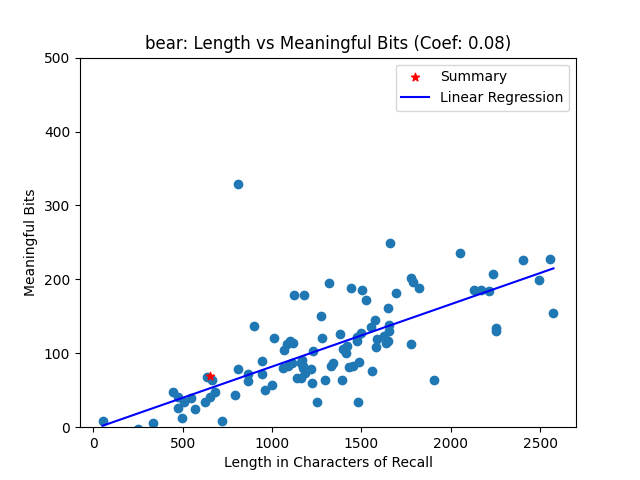 bear: Length vs Meaningful Bits (Coef: 0.08)
Summary
Linear Regression
Meaningful Bits
500
400
300
200
100
0
0 500 1000 1500 2000 2500
Length in Characters of Recall